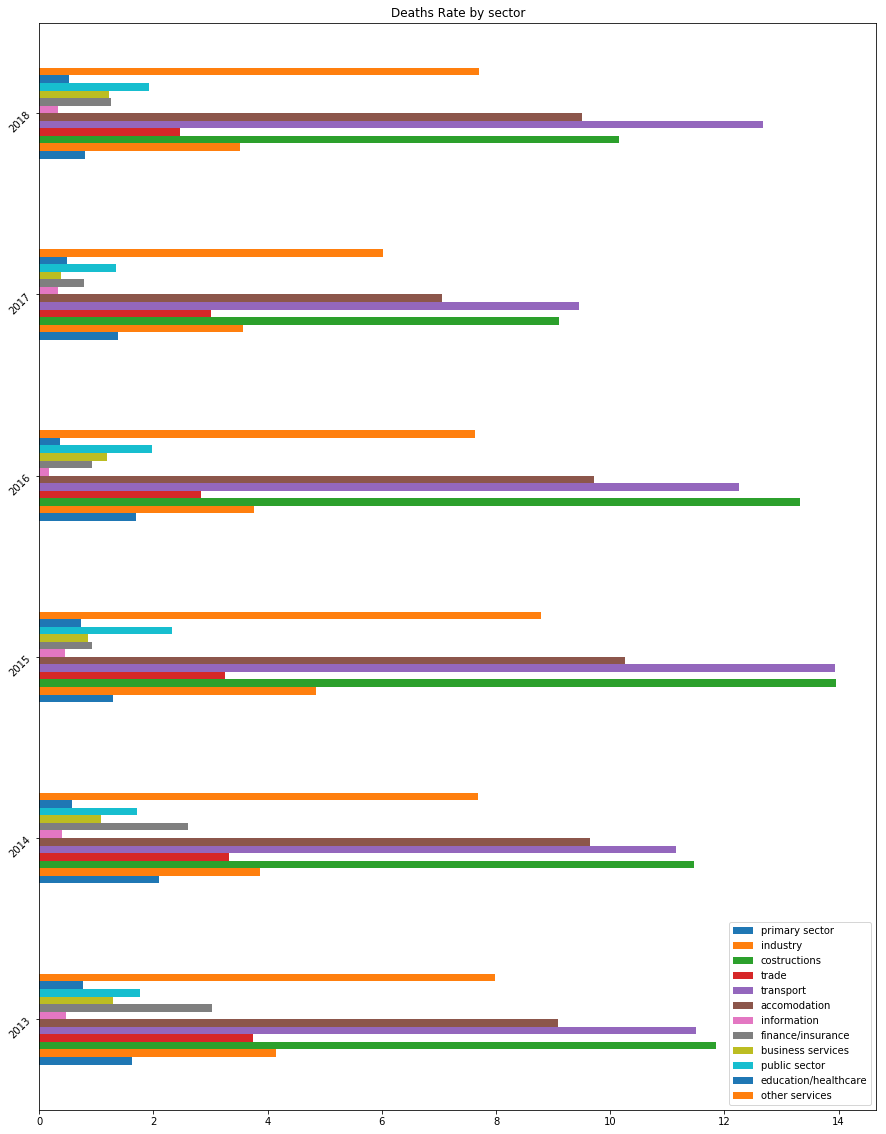 Deaths Rate by sector
2018
2017
2016
2015
2014
2013
primary sector
industry
costructions
trade
transport
accomodation
information
finance/insurance
business services
public sector
education/healthcare
other services
0 2 4 6 8 10 12 14